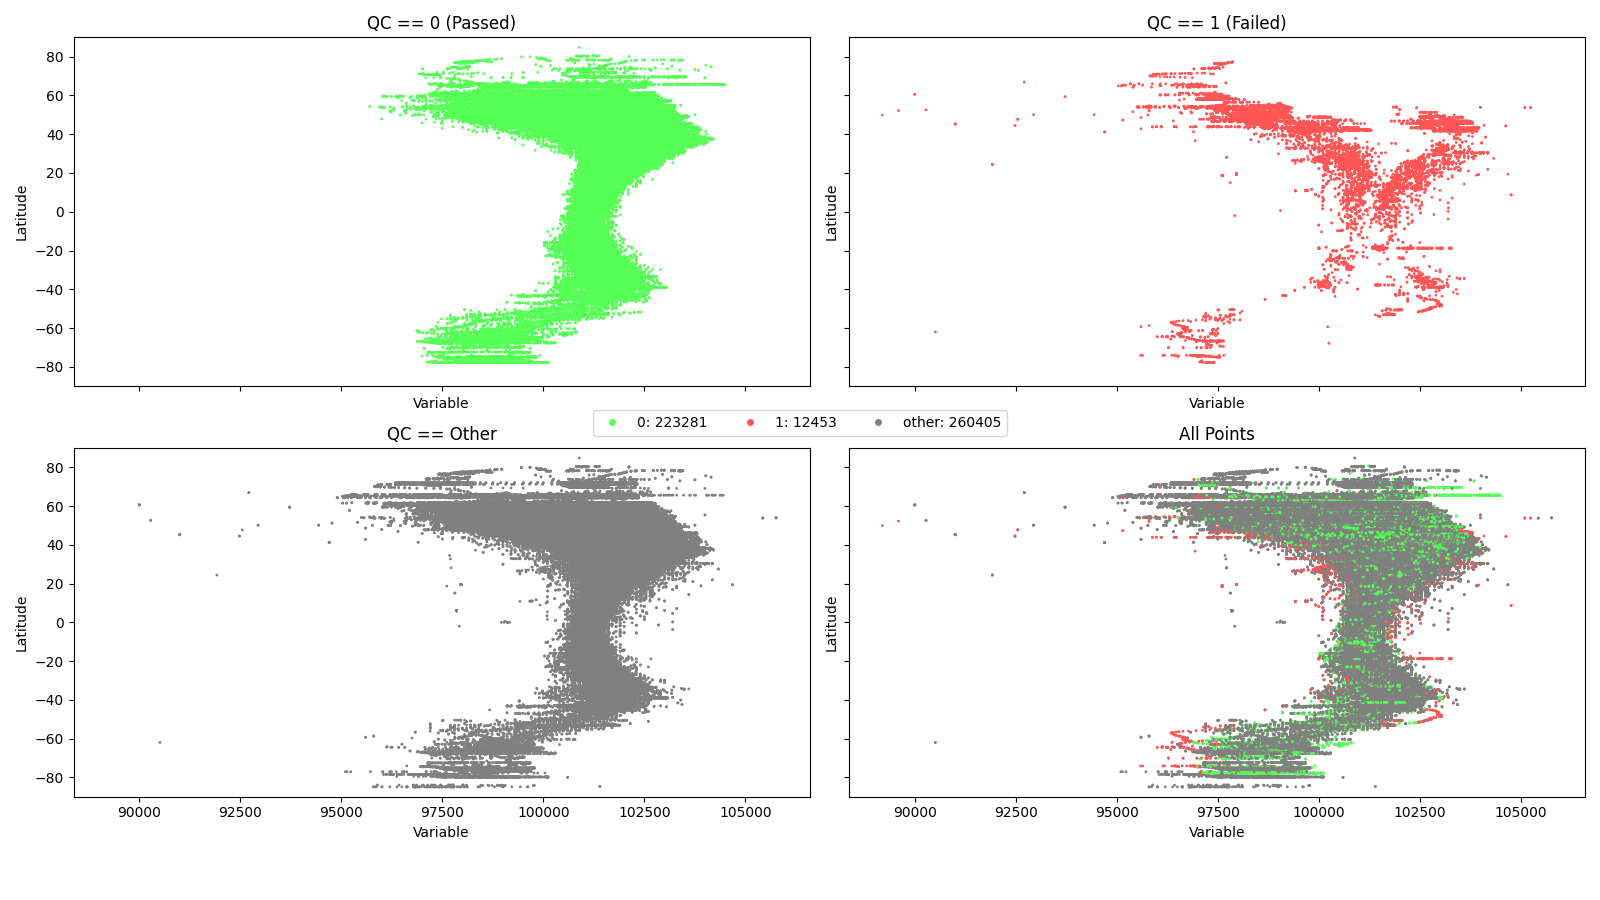 QC == 0 (Passed)
QC == 1 (Failed)
80
60
40
20
0
−20
−40
−60
−80
Latitude
Latitude
Variable
Variable
0: 223281
1: 12453
other: 260405
QC == Other
All Points
80
60
40
20
0
−20
−40
−60
−80
Latitude
Latitude
90000 92500 95000 97500 100000 102500 105000
90000 92500 95000 97500 100000 102500 105000
Variable
Variable